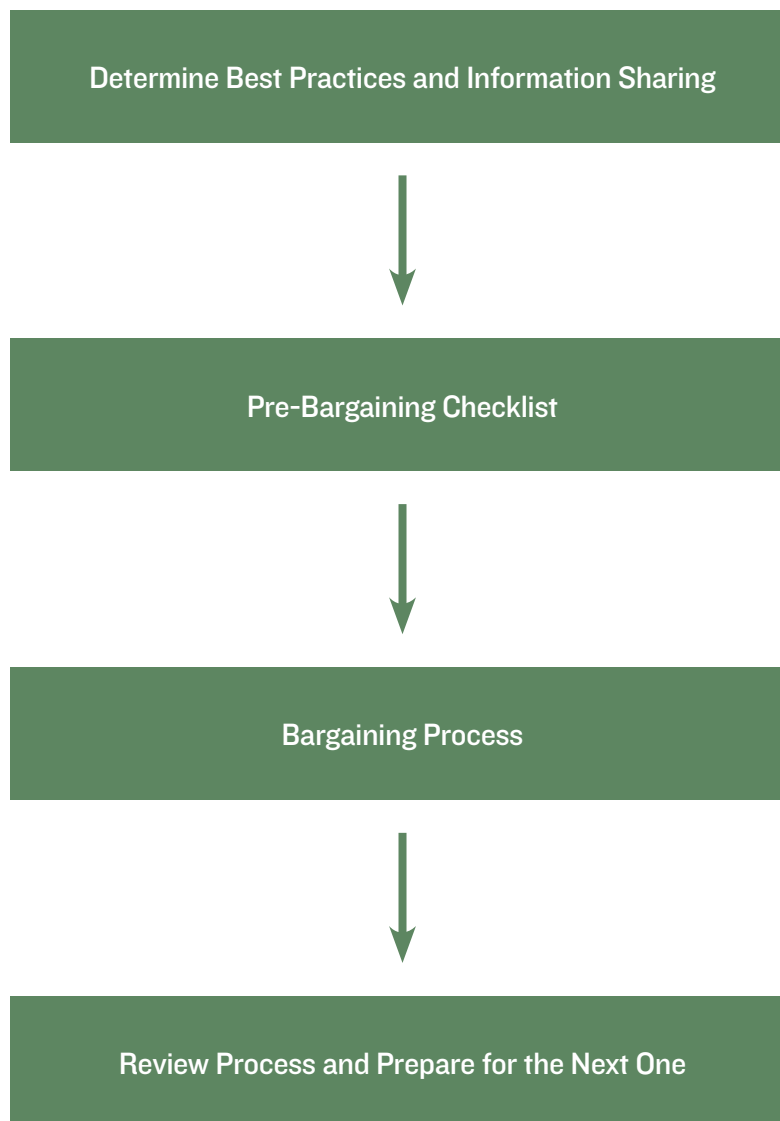 Determine Best Practices and Information Sharing
Pre-Bargaining Checklist
Bargaining Process
Review Process and Prepare for the Next One